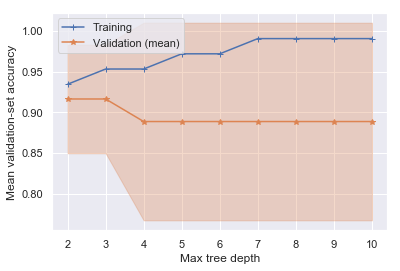 Training
Validation (mean)
Mean validation-set accuracy
1.00
0.95
0.90
0.85
0.80
2 3 4 5 6 7 8 9 10
Max tree depth